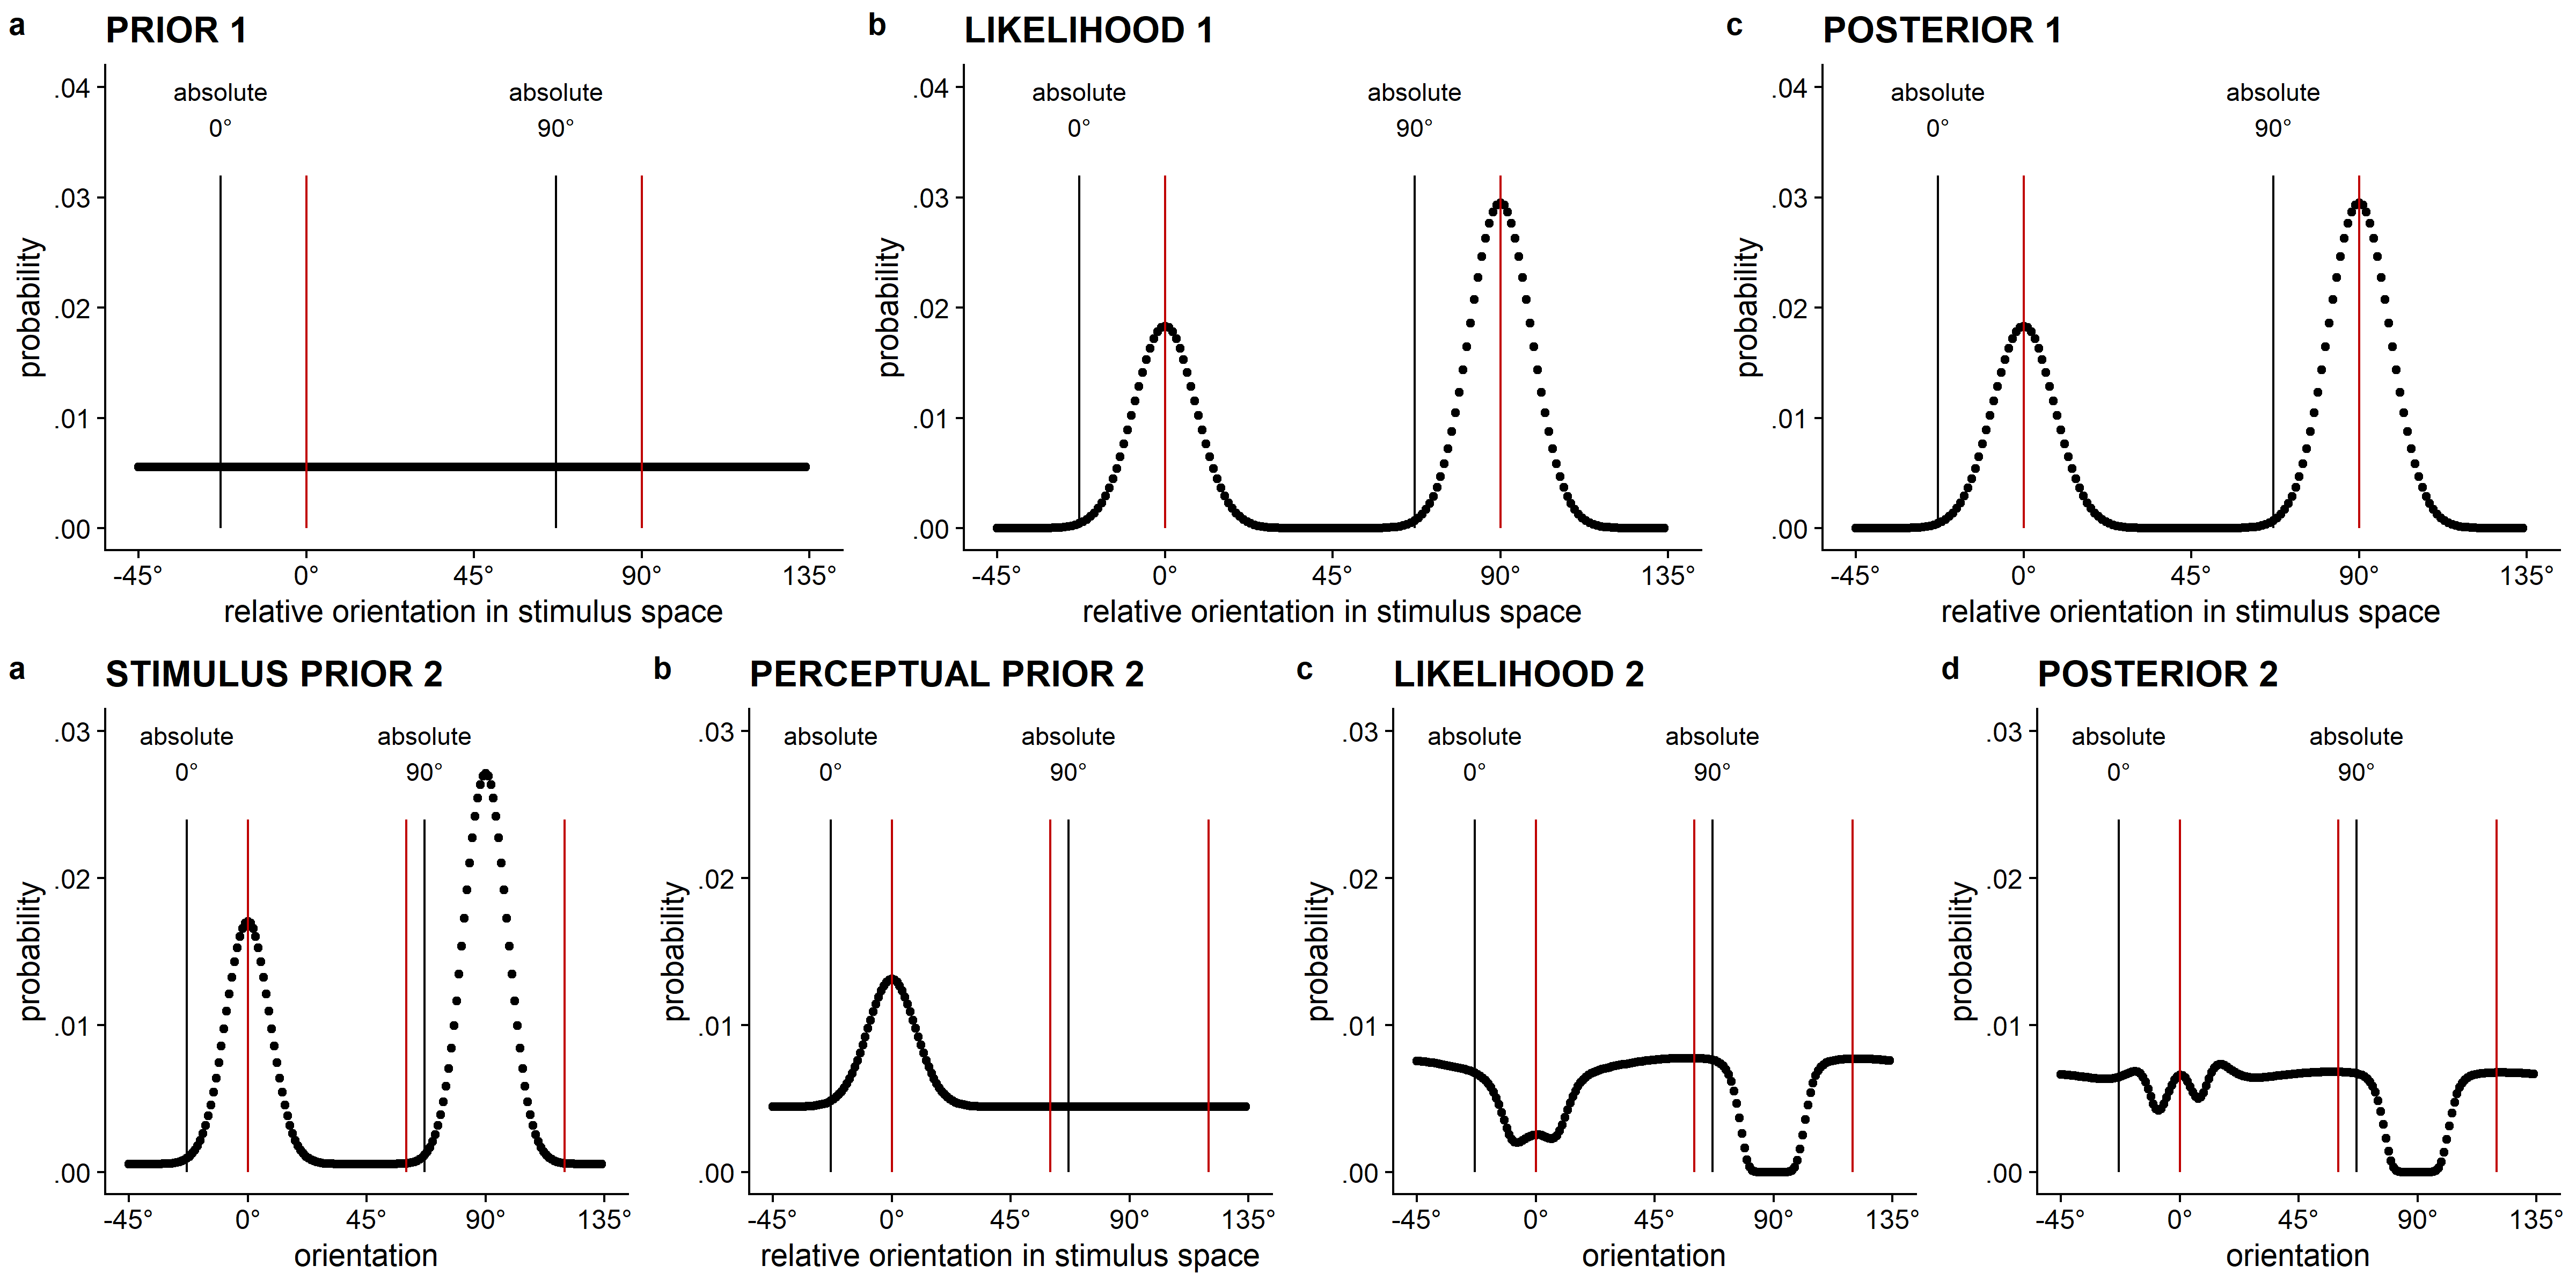 a PRIOR 1
absolute absolute
0° 90°
.04
.03
.02
.01
.00
probability
-45° 0° 45° 90° 135°
relative orientation in stimulus space
b LIKELIHOOD 1
absolute absolute
0° 90°
.04
.03
.02
.01
.00
probability
-45° 0° 45° 90° 135°
relative orientation in stimulus space
c POSTERIOR 1
absolute absolute
0° 90°
.04
.03
.02
.01
.00
probability
-45° 0° 45° 90° 135°
relative orientation in stimulus space
a STIMULUS PRIOR 2
absolute absolute
0° 90°
.03
.02
.01
.00
probability
-45° 0° 45° 90° 135°
orientation
b PERCEPTUAL PRIOR 2
absolute absolute
0° 90°
.03
.02
.01
.00
probability
-45° 0° 45° 90° 135°
relative orientation in stimulus space
c LIKELIHOOD 2
absolute absolute
0° 90°
.03
.02
.01
.00
probability
-45° 0° 45° 90° 135°
orientation
d POSTERIOR 2
absolute absolute
0° 90°
.03
.02
.01
.00
probability
-45° 0° 45° 90° 135°
orientation